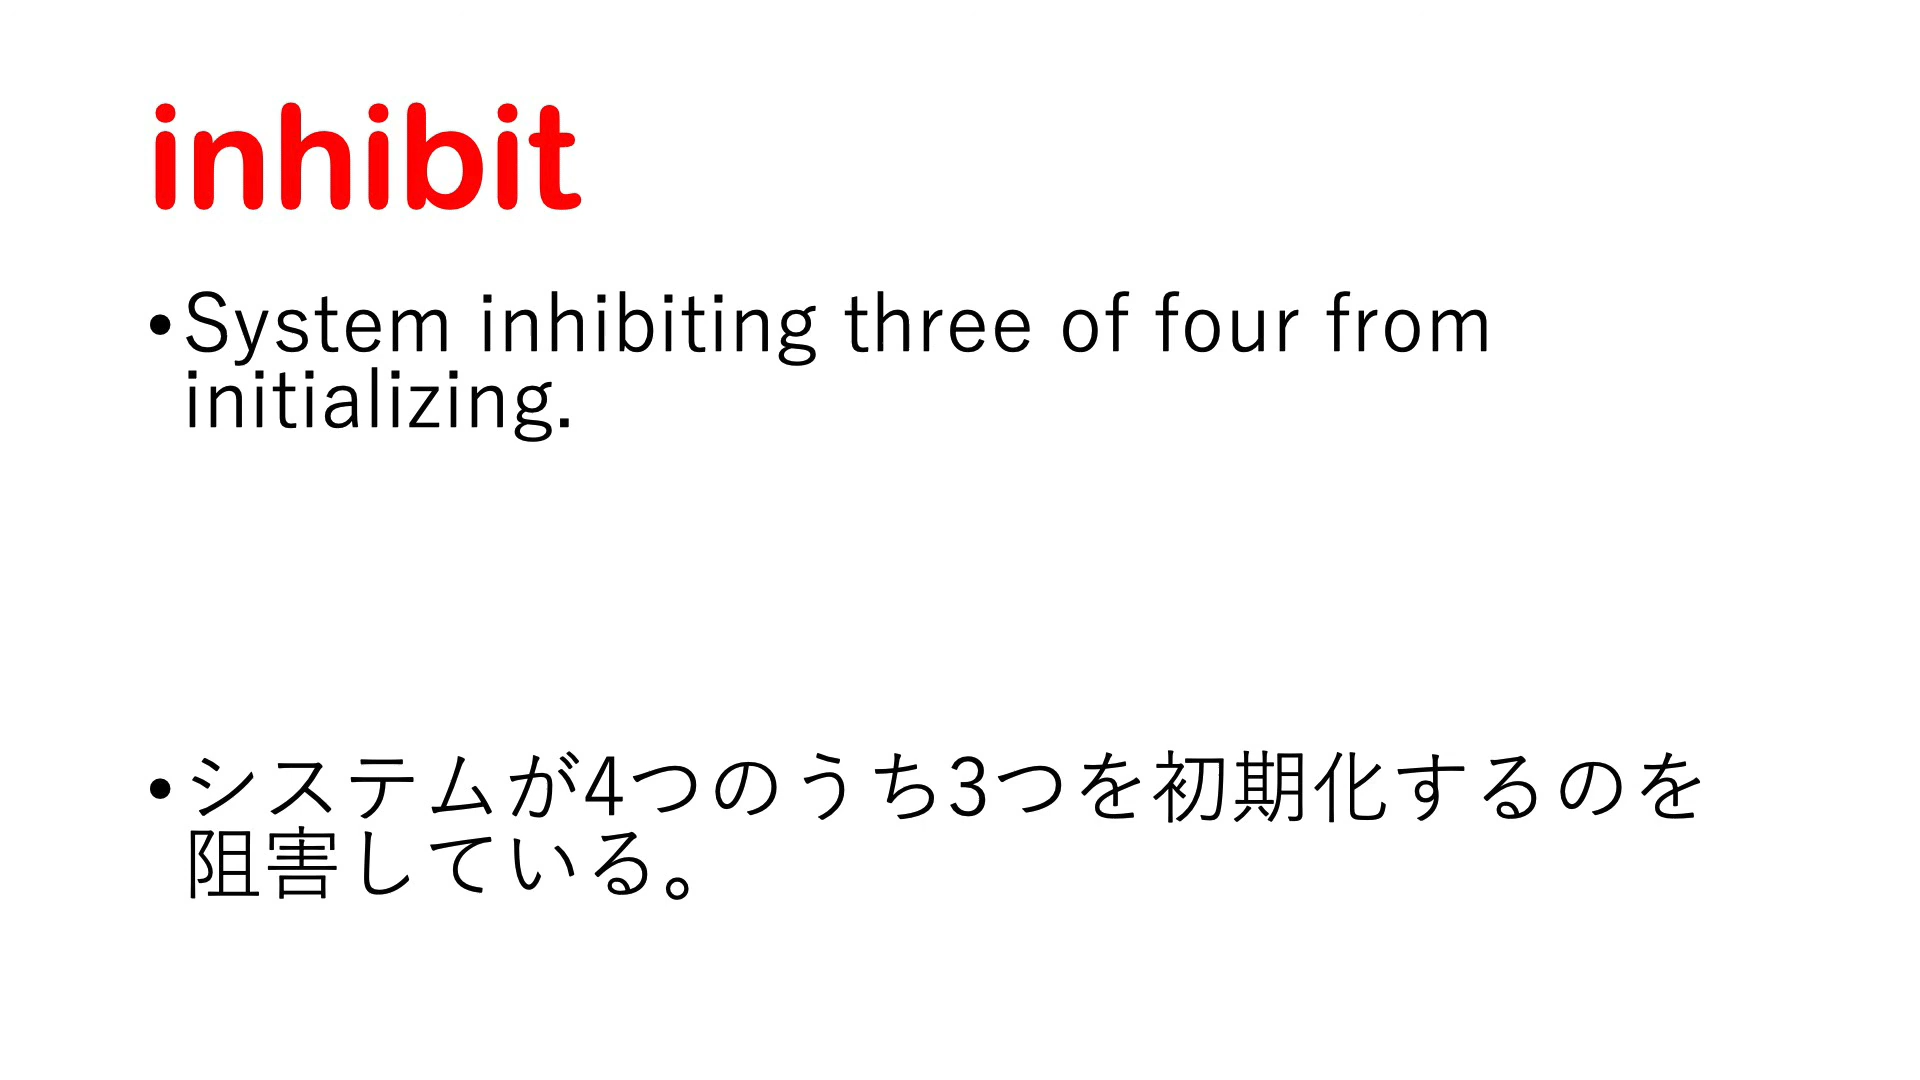 inhibit
•System inhibiting three of four from
initializing.
•システムが4つのうち3つを初期化するのを
阻害している。